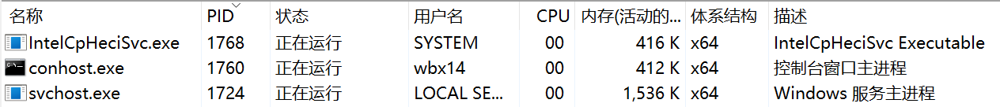 名称 PID 状态 用户名 CPU 内存(活动的... 体系结构 描述
IntelCpHeciSvc.exe 1768 正在运行 SYSTEM 00 416 K x64 IntelCpHeciSvc Executable
conhost.exe 1760 正在运行 wbx14 00 412 K x64 控制台窗口主进程
svchost.exe 1724 正在运行 LOCAL SE... 00 1,536 K x64 Windows 服务主进程